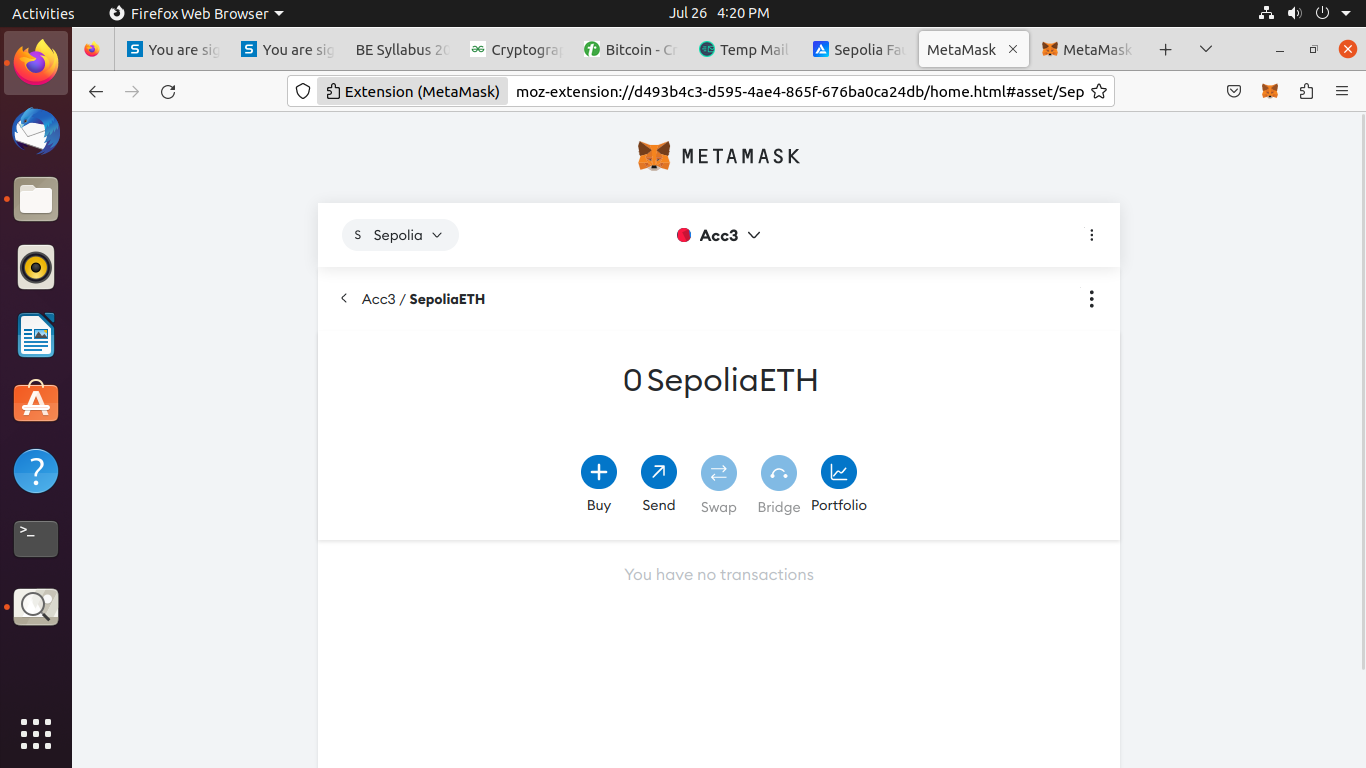 Activities Firefox Web Browser Jul 26 4:20 PM
You are sig You are sig BE Syllabus 20 Cryptograp Bitcoin - Cr Temp Mail Sepolia Fau MetaMask MetaMask
Extension (MetaMask) moz-extension://d493b4c3-d595-4ae4-865f-676ba0ca24db/home.html#asset/Sep
METAMASK
S Sepolia Acc3
Acc3 / SepoliaETH
0 SepoliaETH
Buy Send Swap Bridge Portfolio
You have no transactions